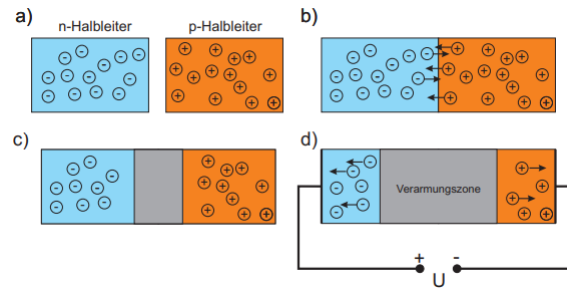 a)
n-Halbleiter
p-Halbleiter
b)
c)
d)
Verarmungszone
+
-
U